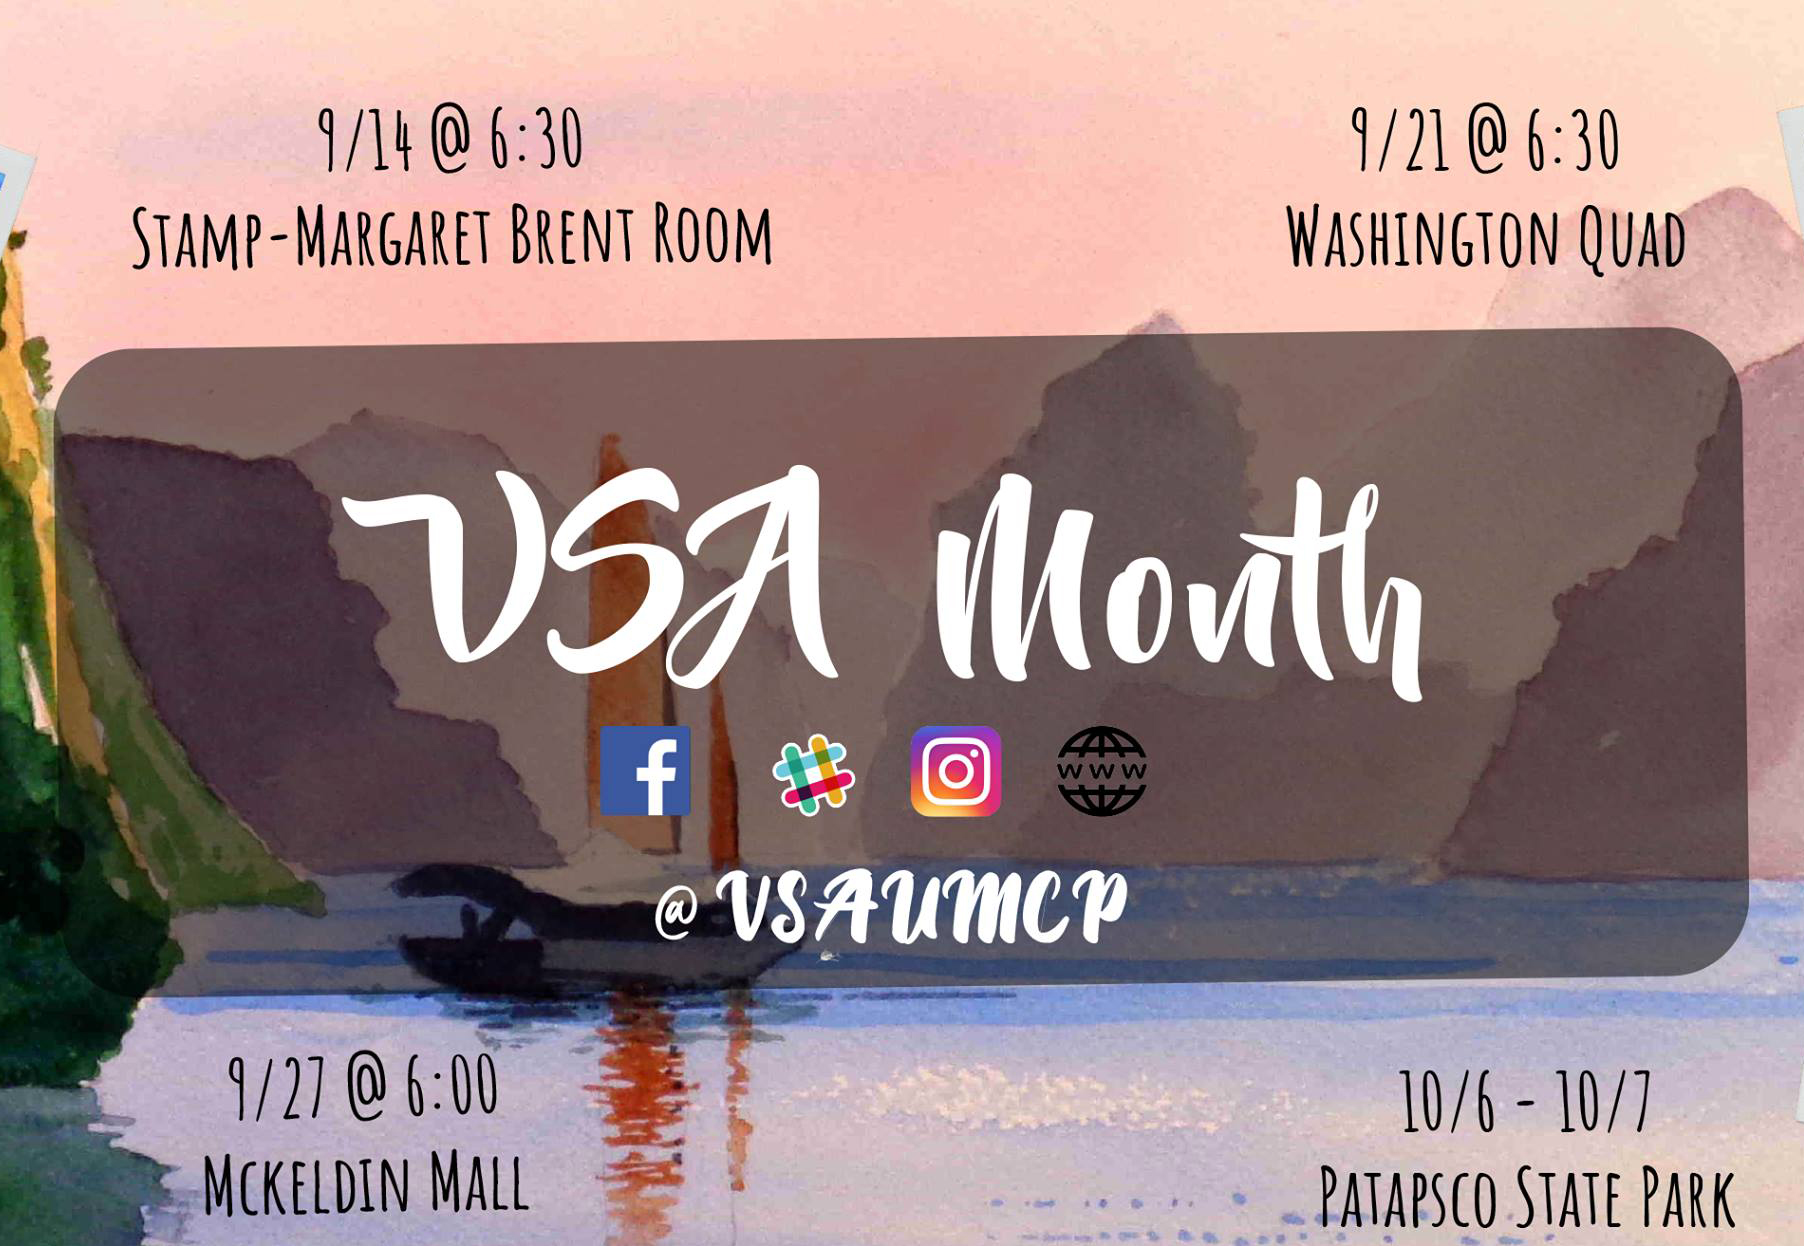 9/14 @ 6:30
STAMP-MARGARET BRENT ROOM
9/21 @ 6:30
WASHINGTON QUAD
VSA Month
WWW
@VSAUMCP
9/27 @ 6:00
MCKELDIN MALL
10/6 - 10/7
PATAPSCO STATE PARK